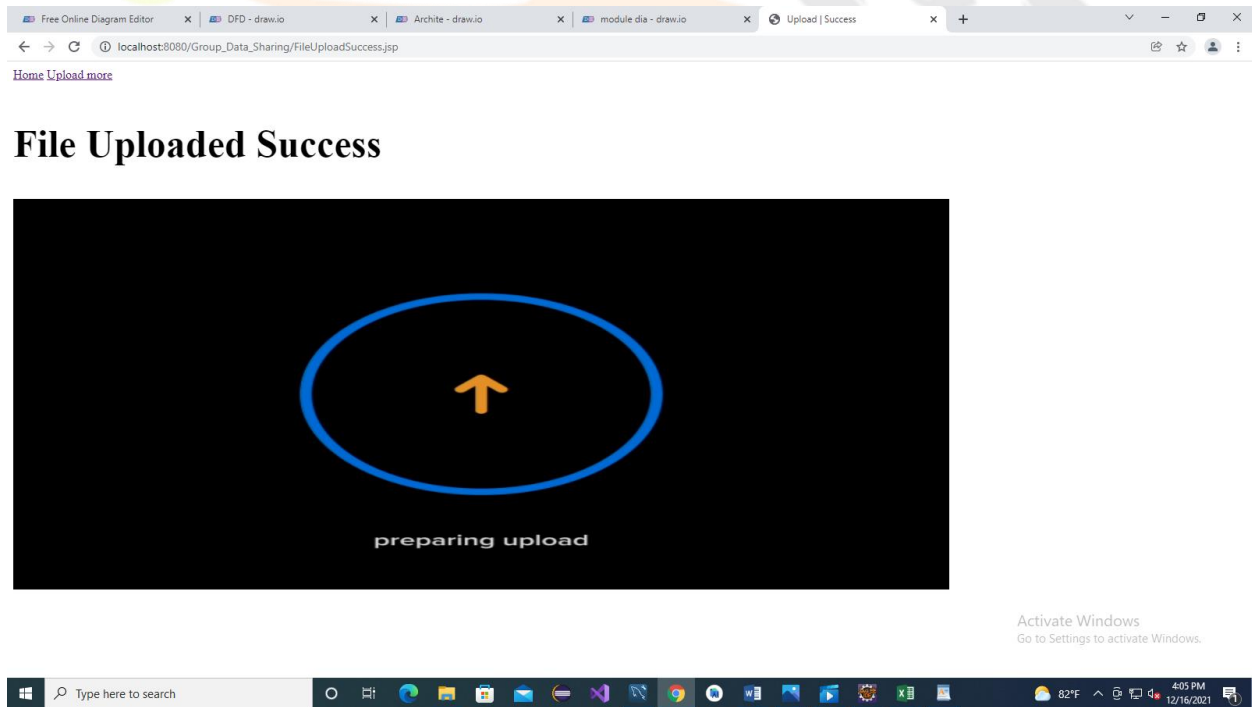 Free Online Diagram Editor
DFD - draw.io
Archite - draw.io
module dia - draw.io
Upload | Success
localhost:8080/Group_Data_Sharing/FileUploadSuccess.jsp
Home Upload more
File Uploaded Success
preparing upload
Activate Windows
Go to Settings to activate Windows.
Type here to search
82°F
4:05 PM
12/16/2021